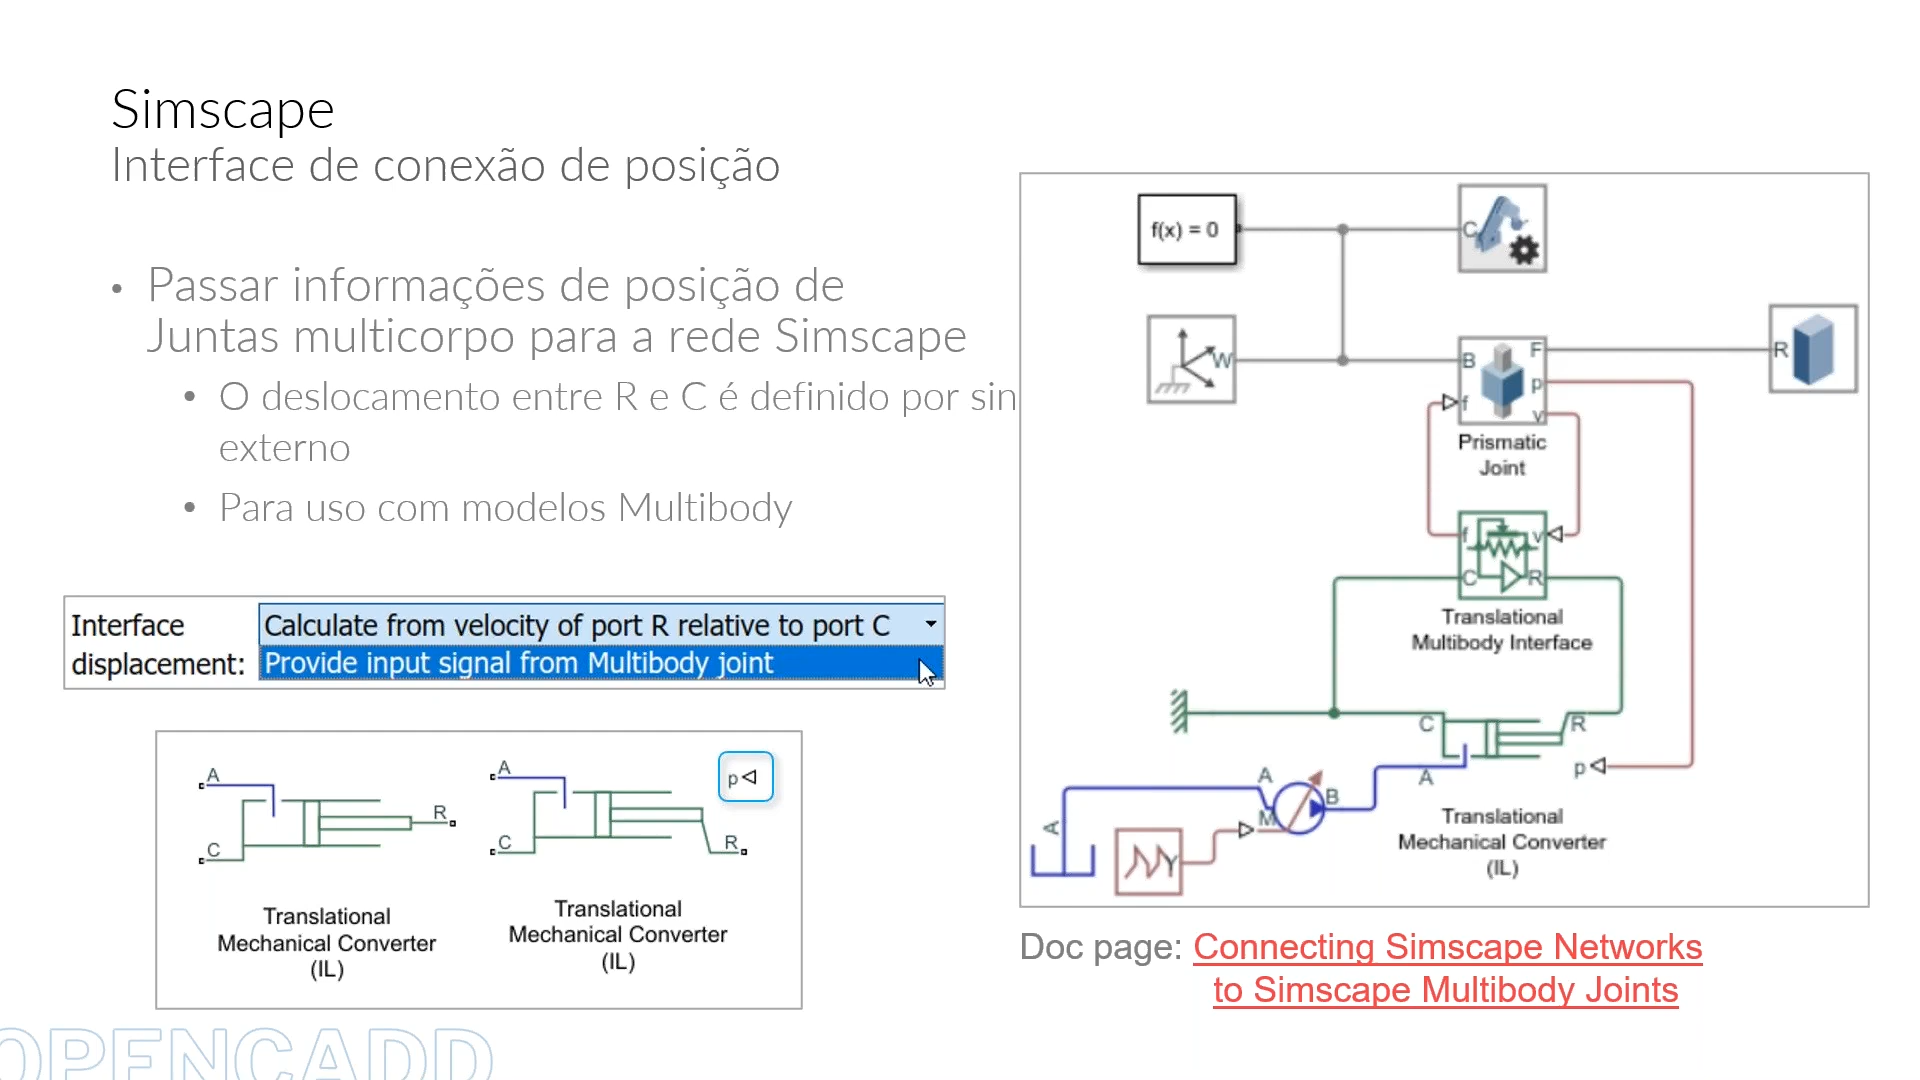 Simscape
Interface de conexão de posição
• Passar informações de posição de
Juntas multicorpo para a rede Simscape
• O deslocamento entre R e C é definido por sin
externo
• Para uso com modelos Multibody
Interface
displacement:
Calculate from velocity of port R relative to port C
Provide input signal from Multibody joint
A
C
R
Translational
Mechanical Converter
(IL)
A
C
R
p
Translational
Mechanical Converter
(IL)
f(x) = 0
C
W
B
F
p
f
v
R
Prismatic
Joint
f
v
C
R
Translational
Multibody Interface
C
R
A
p
A
B
M
A
Y
Translational
Mechanical Converter
(IL)
Doc page: Connecting Simscape Networks
to Simscape Multibody Joints
OPENCADD